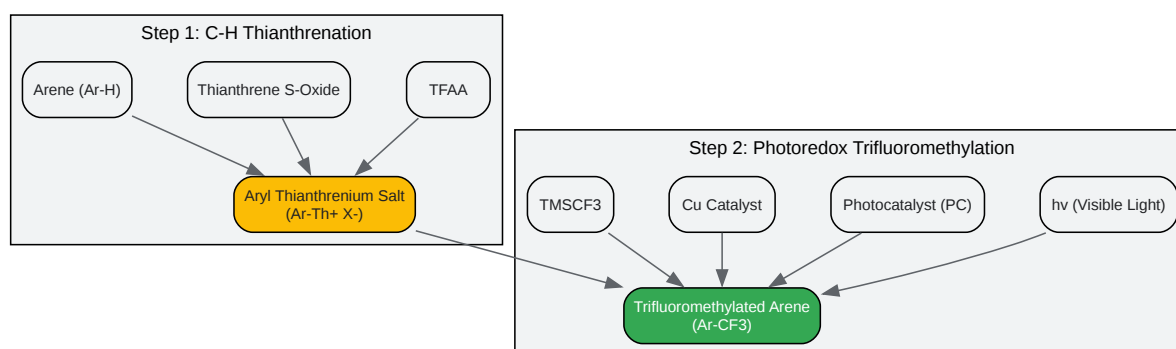 Step 1: C-H Thianthrenation
Arene (Ar-H)
Thianthrene S-Oxide
TFAA
Aryl Thianthrenium Salt
(Ar-Th+ X-)
Step 2: Photoredox Trifluoromethylation
TMSCF3
Cu Catalyst
Photocatalyst (PC)
hv (Visible Light)
Trifluoromethylated Arene
(Ar-CF3)